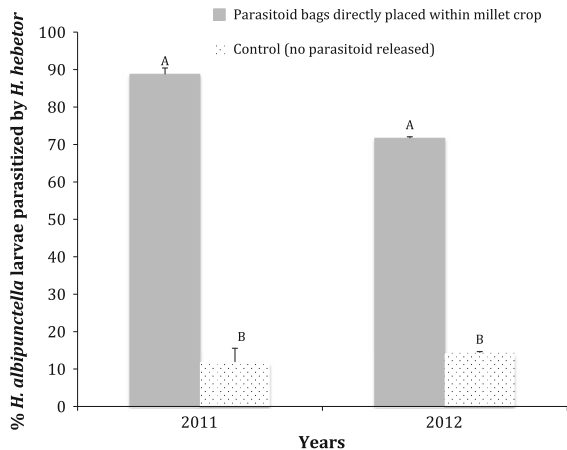 Parasitoid bags directly placed within millet crop
Control (no parasitoid released)
% H. albipunctella larvae parasitized by H. hebetor
100
90
80
70
60
50
40
30
20
10
0
A
B
A
B
2011
2012
Years